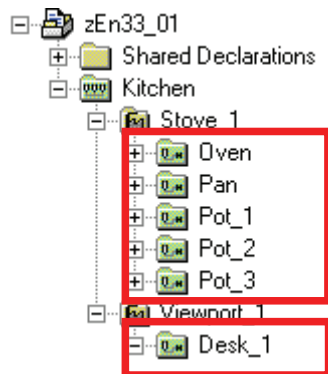 zEn33_01
Shared Declarations
Kitchen
Stove_1
Oven
Pan
Pot_1
Pot_2
Pot_3
Viewport_1
Desk_1